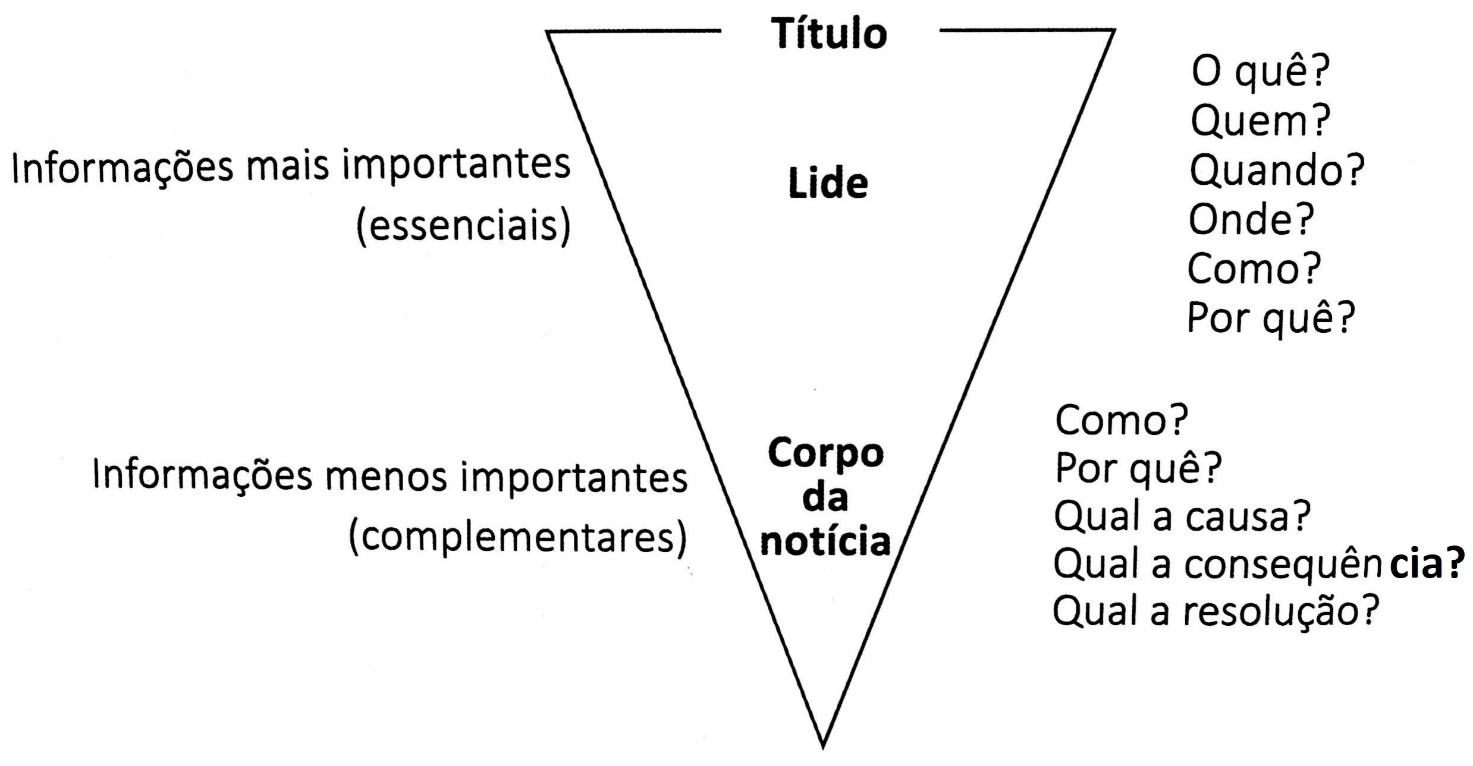 Título
Informações mais importantes
(essenciais)
Lide
O quê?
Quem?
Quando?
Onde?
Como?
Por quê?
Informações menos importantes
(complementares)
Corpo
da
notícia
Como?
Por quê?
Qual a causa?
Qual a consequência?
Qual a resolução?